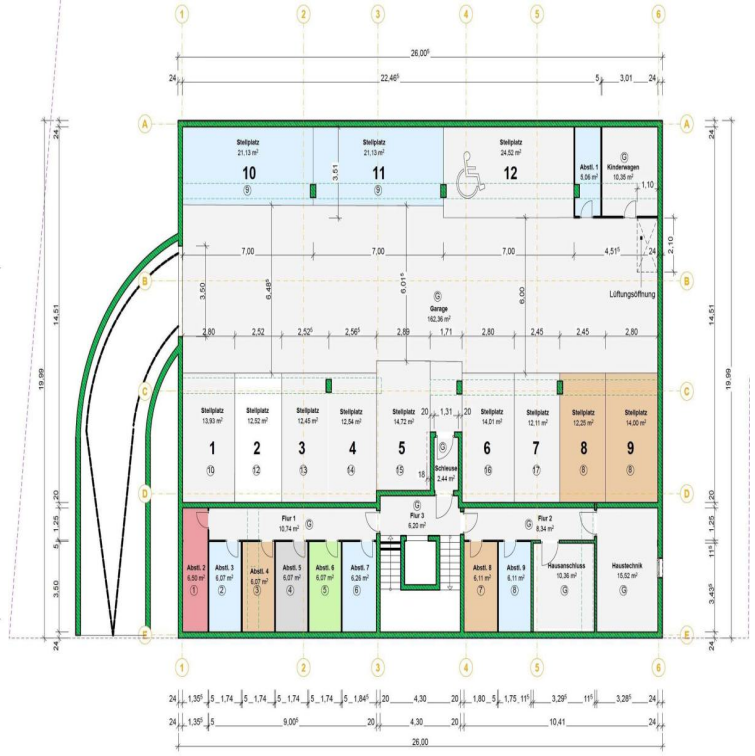 1 2 3 4 5 6
26,00⁵
24 22,46⁵ 5 3,01 24
A A
24 24
Stellplatz
21,13 m²
10
9
Stellplatz
21,13 m²
11
9
Stellplatz
24,52 m²
12
Abstl. 1
5,06 m²
G
Kinderwagen
10,35 m²
3,51
1,10
7,00 7,00 7,00 4,51⁵ 24
2,10
B B
3,50
6,48⁵
6,01⁵
6,00
Lüftungsöffnung
G
Garage
162,36 m²
14,51 14,51
19,99 19,99
2,80 2,52 2,52⁵ 2,56⁵ 2,89 1,71 2,80 2,45 2,45 2,80
C C
Stellplatz
13,93 m²
1
10
Stellplatz
12,52 m²
2
12
Stellplatz
12,45 m²
3
13
Stellplatz
12,54 m²
4
14
Stellplatz
14,72 m²
5
15
20 1,31 20
G
Schleuse
2,44 m²
18
Stellplatz
14,01 m²
6
16
Stellplatz
12,11 m²
7
17
Stellplatz
12,25 m²
8
8
Stellplatz
14,00 m²
9
8
D D
20 20
1,25 1,25
5 11⁵
3,50 3,43⁵
24 24
Flur 1
10,74 m²
G
G
Flur 3
6,20 m²
Flur 2
8,34 m²
G
Abstl. 2
6,50 m²
1
Abstl. 3
6,07 m²
2
Abstl. 4
6,07 m²
3
Abstl. 5
6,07 m²
4
Abstl. 6
6,07 m²
5
Abstl. 7
6,26 m²
6
Abstl. 8
6,11 m²
7
Abstl. 9
6,11 m²
8
Hausanschluss
10,36 m²
G
Haustechnik
15,52 m²
G
E E
1 2 3 4 5 6
24 1,35⁵ 5 1,74 5 1,74 5 1,74 5 1,74 5 1,84⁵ 20 4,30 20 1,80 5 1,75 11⁵ 3,29⁵ 11⁵ 3,28⁵ 24
24 1,35⁵ 5 9,00⁵ 20 4,30 20 10,41 24
26,00